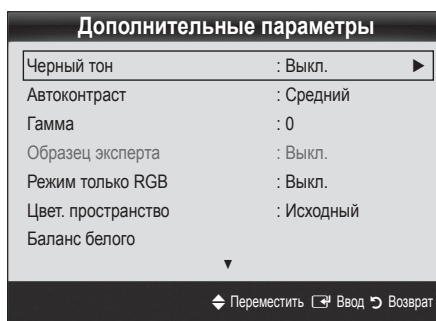 Дополнительные параметры
Черный тон : Выкл. ►
Автоконтраст : Средний
Гамма : 0
Образец эксперта : Выкл.
Режим только RGB : Выкл.
Цвет. пространство : Исходный
Баланс белого
▼
Переместить Ввод Возврат